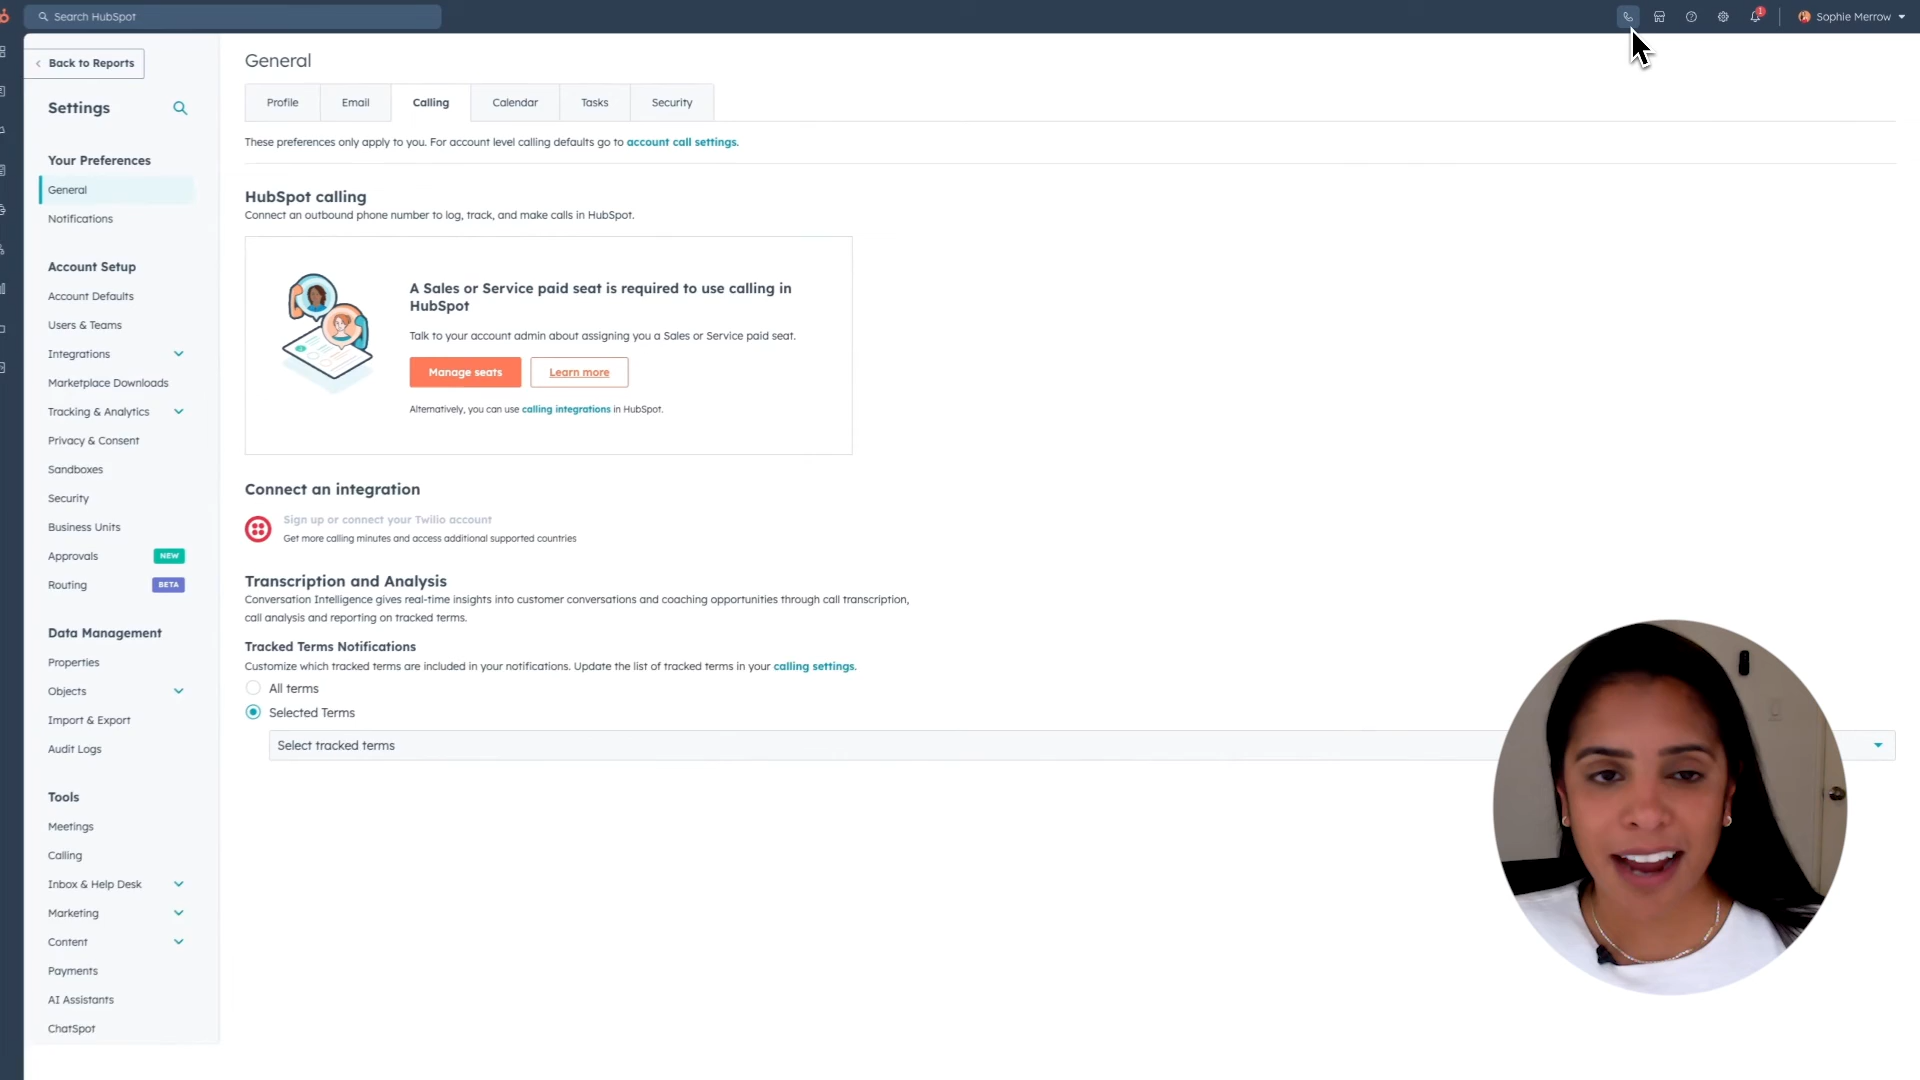 Search HubSpot
1
Sophie Merrow
Back to Reports
Settings
Your Preferences
General
Notifications
Account Setup
Account Defaults
Users & Teams
Integrations
Marketplace Downloads
Tracking & Analytics
Privacy & Consent
Sandboxes
Security
Business Units
Approvals NEW
Routing BETA
Data Management
Properties
Objects
Import & Export
Audit Logs
Tools
Meetings
Calling
Inbox & Help Desk
Marketing
Content
Payments
AI Assistants
ChatSpot
General
Profile Email Calling Calendar Tasks Security
These preferences only apply to you. For account level calling defaults go to account call settings.
HubSpot calling
Connect an outbound phone number to log, track, and make calls in HubSpot.
A Sales or Service paid seat is required to use calling in
HubSpot
Talk to your account admin about assigning you a Sales or Service paid seat.
Manage seats Learn more
Alternatively, you can use calling integrations in HubSpot.
Connect an integration
Sign up or connect your Twilio account
Get more calling minutes and access additional supported countries
Transcription and Analysis
Conversation Intelligence gives real-time insights into customer conversations and coaching opportunities through call transcription,
call analysis and reporting on tracked terms.
Tracked Terms Notifications
Customize which tracked terms are included in your notifications. Update the list of tracked terms in your calling settings.
All terms
Selected Terms
Select tracked terms